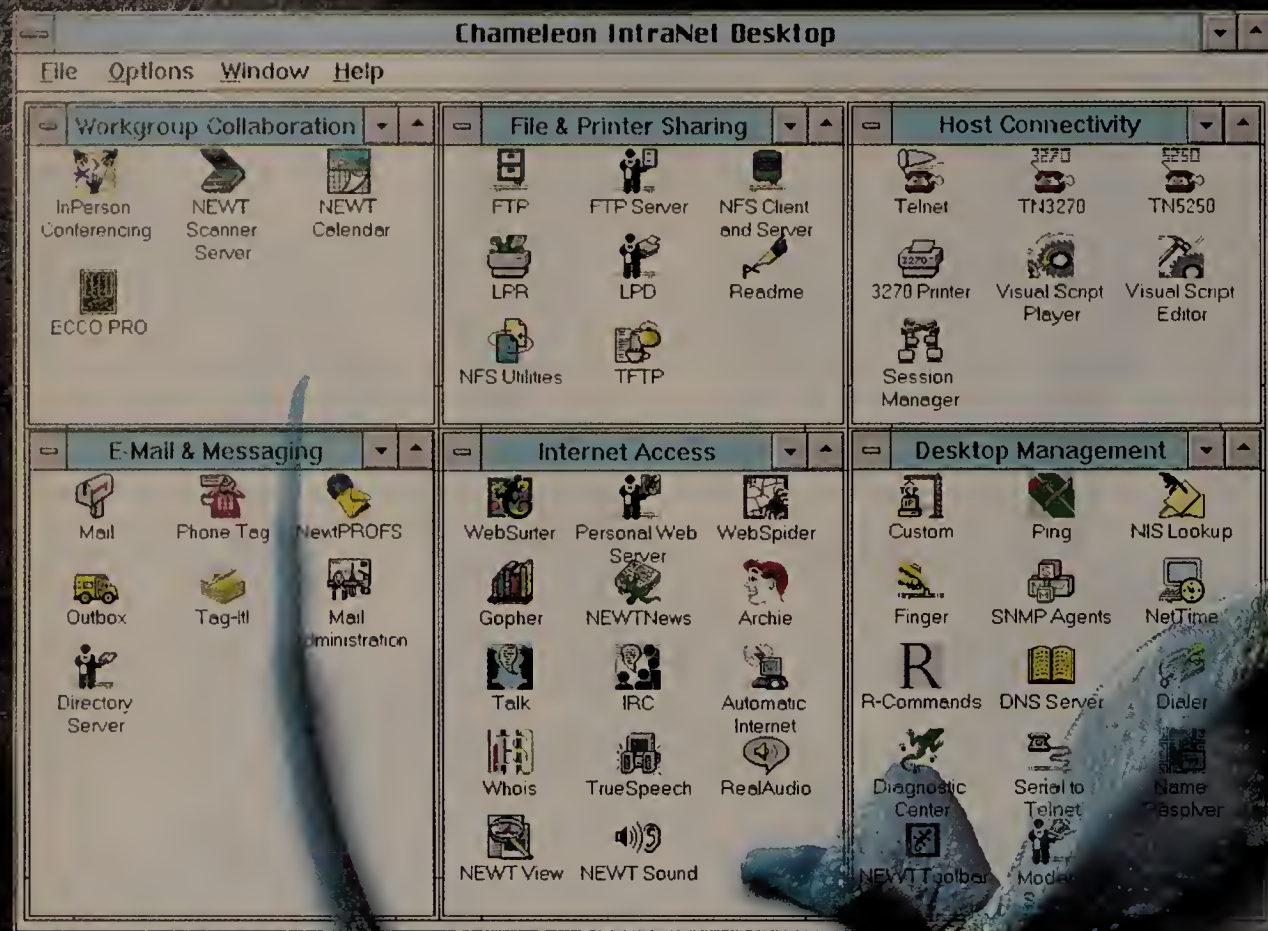 Chameleon IntraNet Desktop
File Options Window Help
Workgroup Collaboration
InPerson
Conferencing
NEWT
Scanner
Server
NEWT
Calendar
ECCO PRO
File & Printer Sharing
FTP
FTP Server
NFS Client
and Server
LPR
LPD
Readme
NFS Utilities
TFTP
Host Connectivity
Telnet
3270
TN3270
5250
TN5250
3270
3270 Printer
Visual Script
Player
Visual Script
Editor
Session
Manager
E-Mail & Messaging
Mail
Phone Tag
NewtPROFS
Outbox
Tag-It!
Mail
Administration
Directory
Server
Internet Access
WebSurfer
Personal Web
Server
WebSpider
Gopher
NEWTNews
Archie
Talk
IRC
Automatic
Internet
Whois
TrueSpeech
RealAudio
NEWT View
NEWT Sound
Desktop Management
Custom
Ping
NIS Lookup
Finger
SNMP Agents
NetTime
R
R-Commands
DNS Server
Dialer
Diagnostic
Center
Serial to
Telnet
Name
Resolver
NEWT Toolbar